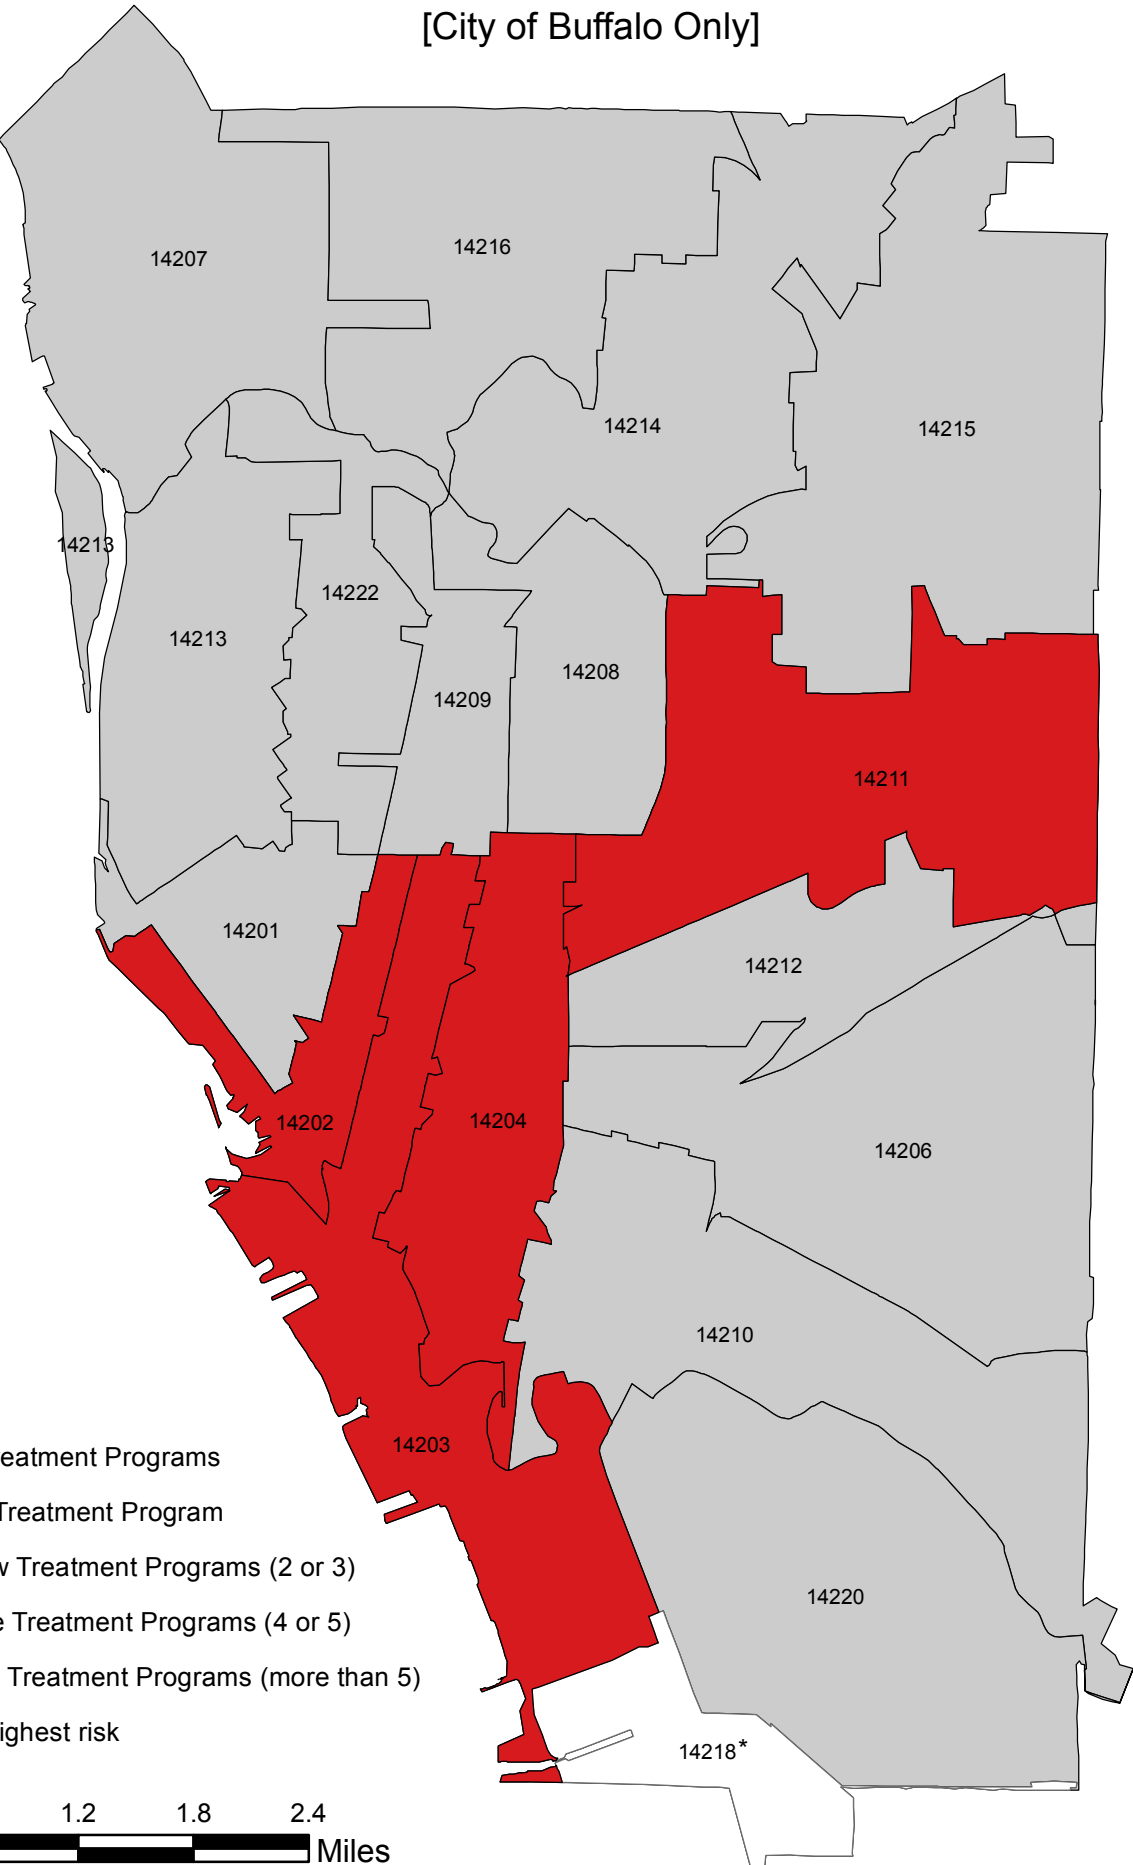 [City of Buffalo Only]
14207
14216
14214
14215
14213
14213
14222
14208
14209
14211
14201
14212
14202
14204
14206
14210
14203
14220
14218*
eatment Programs
Treatment Program
Treatment Programs (2 or 3)
Treatment Programs (4 or 5)
Treatment Programs (more than 5)
ighest risk
1.2 1.8 2.4
Miles